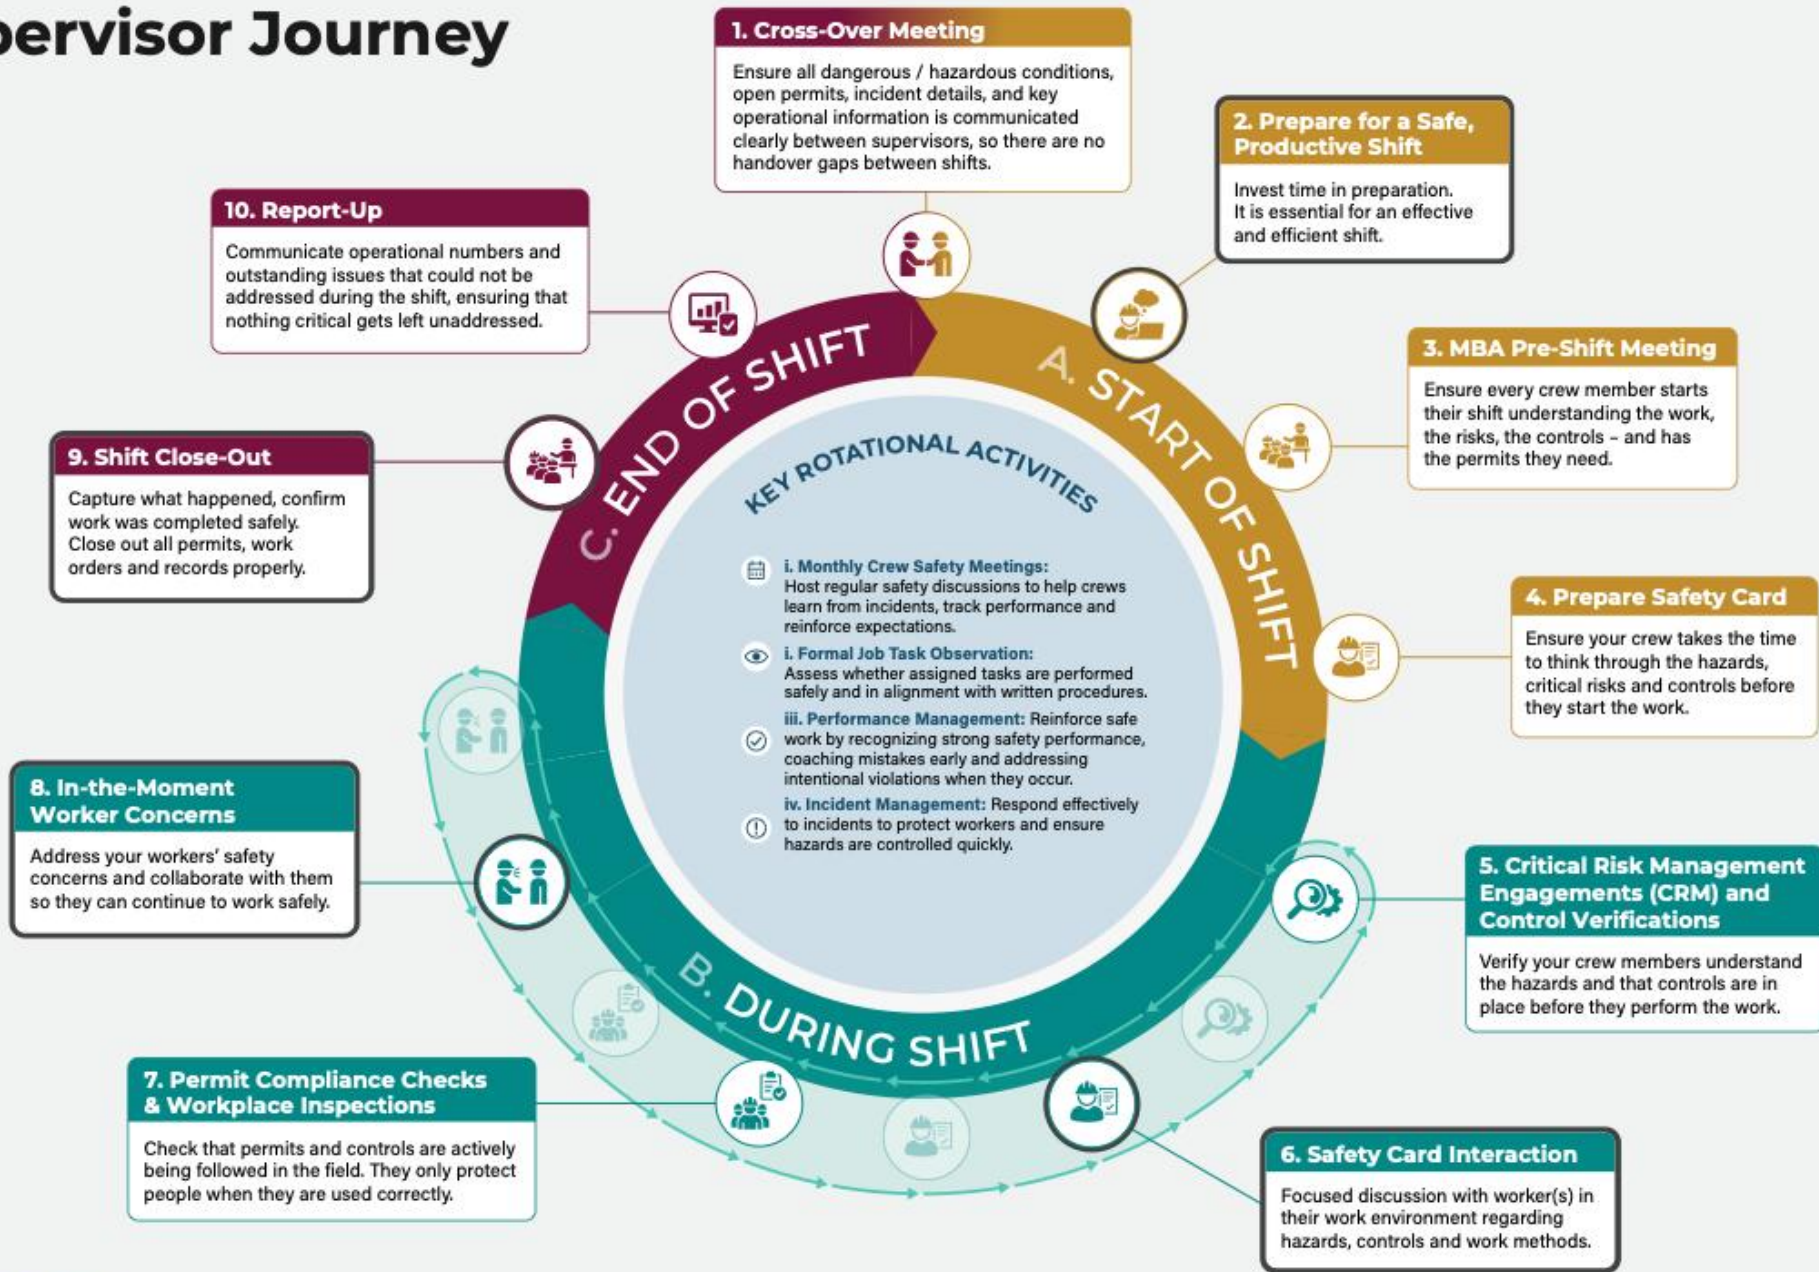 pervisor Journey
1. Cross-Over Meeting
Ensure all dangerous / hazardous conditions,
open permits, incident details, and key
operational information is communicated
clearly between supervisors, so there are no
handover gaps between shifts.
2. Prepare for a Safe,
Productive Shift
Invest time in preparation.
It is essential for an effective
and efficient shift.
3. MBA Pre-Shift Meeting
Ensure every crew member starts
their shift understanding the work,
the risks, the controls – and has
the permits they need.
4. Prepare Safety Card
Ensure your crew takes the time
to think through the hazards,
critical risks and controls before
they start the work.
5. Critical Risk Management
Engagements (CRM) and
Control Verifications
Verify your crew members understand
the hazards and that controls are in
place before they perform the work.
6. Safety Card Interaction
Focused discussion with worker(s) in
their work environment regarding
hazards, controls and work methods.
7. Permit Compliance Checks
& Workplace Inspections
Check that permits and controls are actively
being followed in the field. They only protect
people when they are used correctly.
8. In-the-Moment
Worker Concerns
Address your workers' safety
concerns and collaborate with them
so they can continue to work safely.
9. Shift Close-Out
Capture what happened, confirm
work was completed safely.
Close out all permits, work
orders and records properly.
10. Report-Up
Communicate operational numbers and
outstanding issues that could not be
addressed during the shift, ensuring that
nothing critical gets left unaddressed.
A. START OF SHIFT
B. DURING SHIFT
C. END OF SHIFT
KEY ROTATIONAL ACTIVITIES
i. Monthly Crew Safety Meetings:
Host regular safety discussions to help crews
learn from incidents, track performance and
reinforce expectations.
i. Formal Job Task Observation:
Assess whether assigned tasks are performed
safely and in alignment with written procedures.
iii. Performance Management: Reinforce safe
work by recognizing strong safety performance,
coaching mistakes early and addressing
intentional violations when they occur.
iv. Incident Management: Respond effectively
to incidents to protect workers and ensure
hazards are controlled quickly.